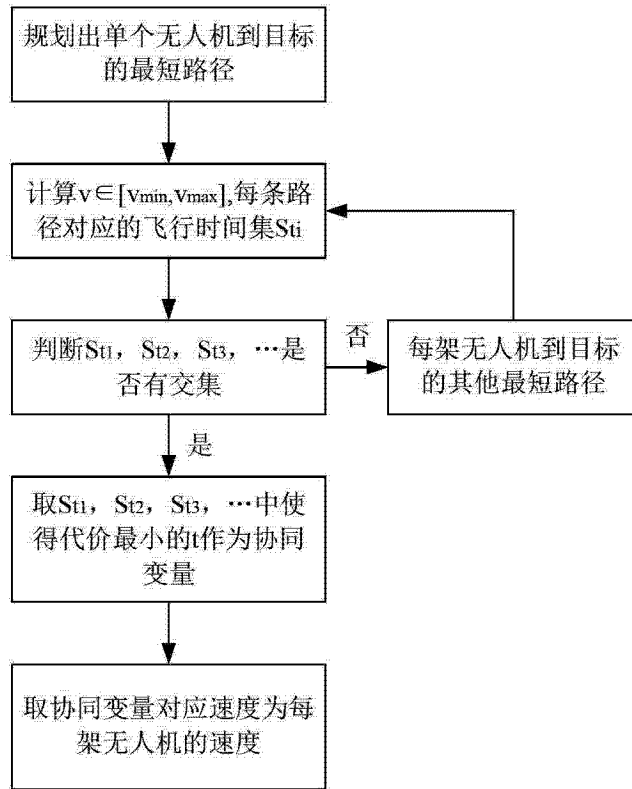 规划出单个无人机到目标
的最短路径
计算v∈[vmin,vmax],每条路
径对应的飞行时间集Sti
判断St1，St2，St3，…是
否有交集
否
每架无人机到目标
的其他最短路径
是
取St1，St2，St3，…中使
得代价最小的t作为协同
变量
取协同变量对应速度为每
架无人机的速度